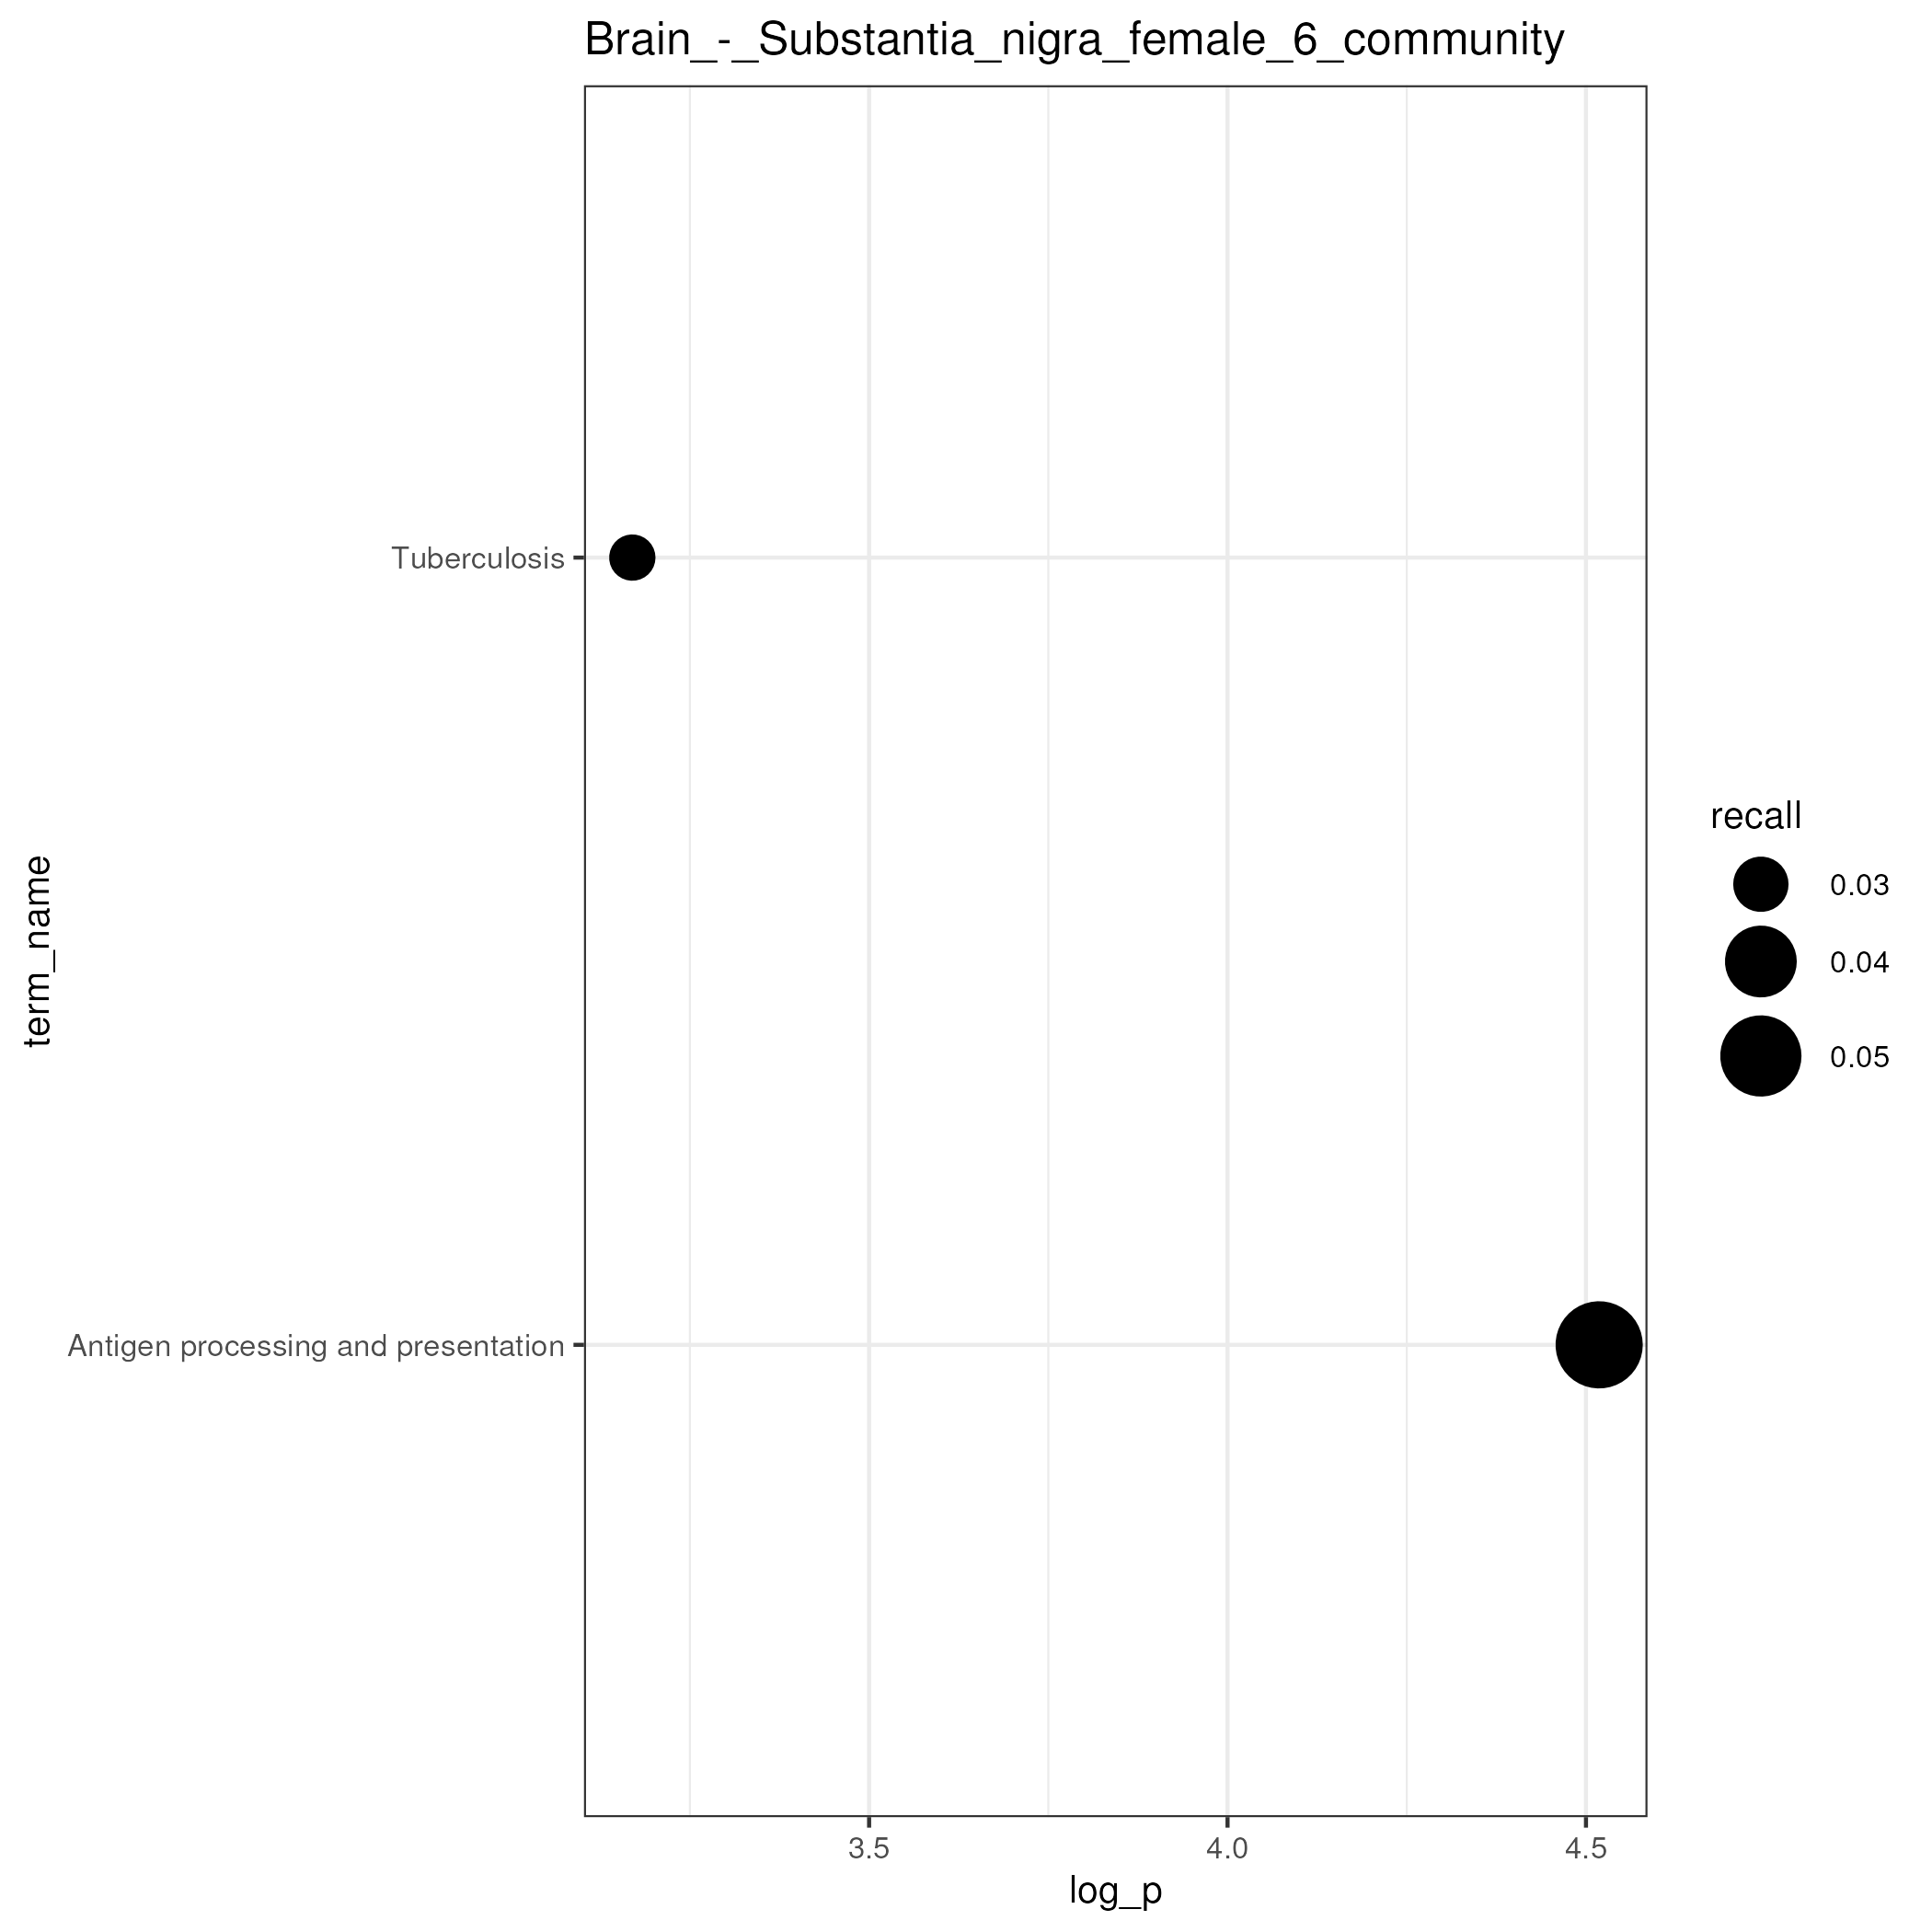 Brain_-_Substantia_nigra_female_6_community
term_name
Tuberculosis
Antigen processing and presentation
3.5
4.0
4.5
log_p
recall
0.03
0.04
0.05